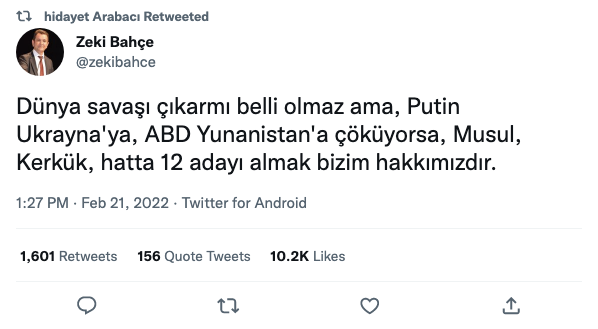 hidayet Arabacı Retweeted
Zeki Bahçe
@zekibahce
Dünya savaşı çıkarmı belli olmaz ama, Putin
Ukrayna'ya, ABD Yunanistan'a çöküyorsa, Musul,
Kerkük, hatta 12 adayı almak bizim hakkımızdır.
1:27 PM · Feb 21, 2022 · Twitter for Android
1,601 Retweets 156 Quote Tweets 10.2K Likes